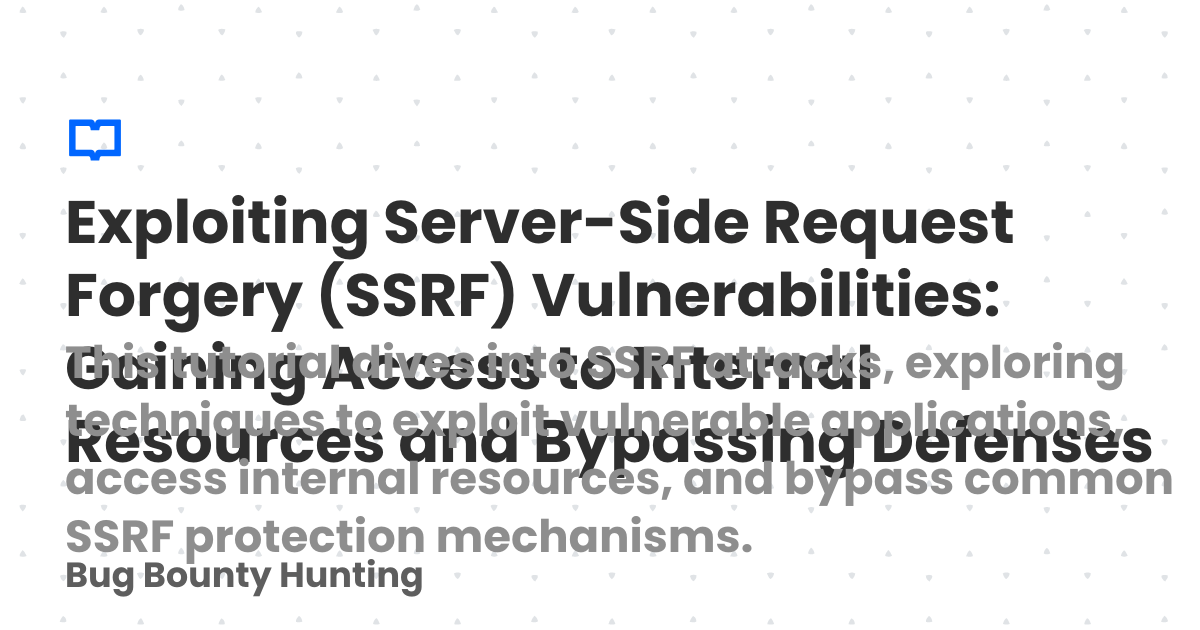 Exploiting Server-Side Request
Forgery (SSRF) Vulnerabilities:
Gaining Access to Internal
Resources and Bypassing Defenses
This tutorial dives into SSRF attacks, exploring
techniques to exploit vulnerable applications,
access internal resources, and bypass common
SSRF protection mechanisms.
Bug Bounty Hunting